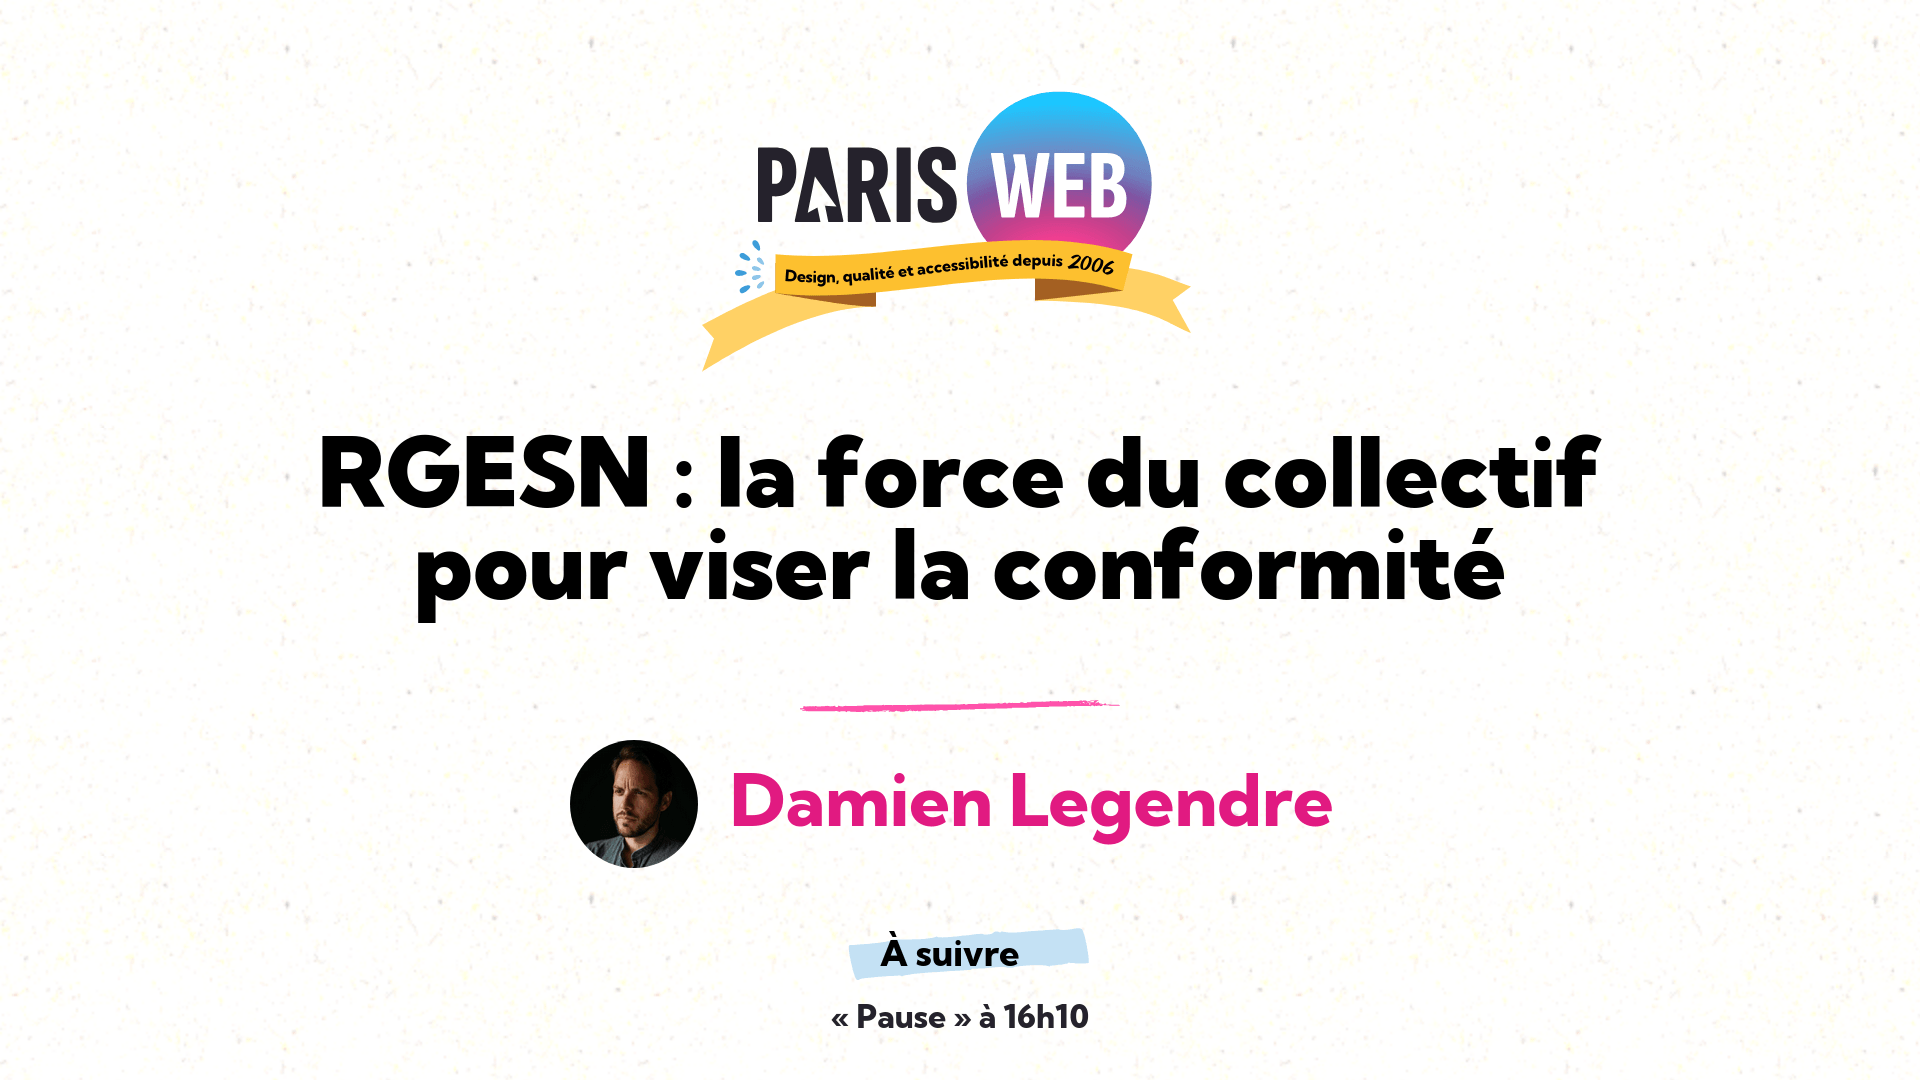 PARIS WEB
Design, qualité et accessibilité depuis 2006
RGESN : la force du collectif
pour viser la conformité
Damien Legendre
À suivre
« Pause » à 16h10